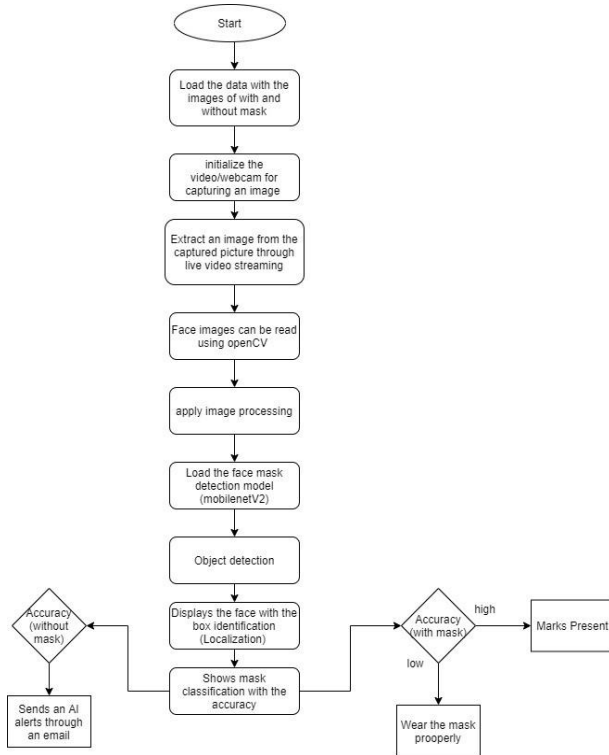 Start
Load the data with the
images of with and
without mask
initialize the
video/webcam for
capturing an image
Extract an image from the
captured picture through
live video streaming
Face images can be read
using openCV
apply image processing
Load the face mask
detection model
(mobilenetV2)
Object detection
Displays the face with the
box identification
(Localization)
Shows mask
classification with the
accuracy
Accuracy
(without
mask)
Sends an AI
alerts through
an email
Accuracy
(with mask)
high
Marks Present
low
Wear the mask
prooperly